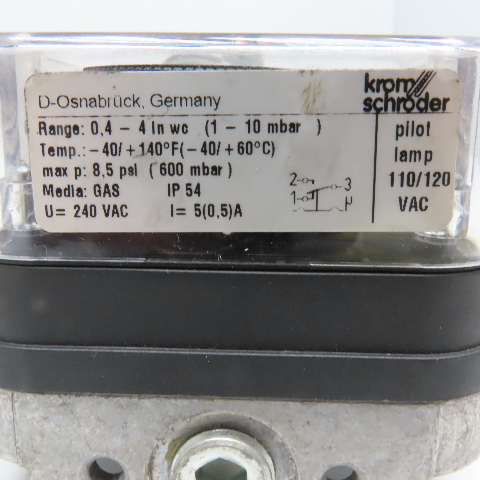 D-Osnabrück, Germany
krom
schröder
Range: 0,4 - 4 In wc (1 - 10 mbar )
Temp.: -40/+140°F(-40/+60°C)
max p: 8,5 psi (600 mbar)
Media: GAS IP 54
U= 240 VAC I= 5(0,5)A
2
3
1
pilot
lamp
110/120
VAC